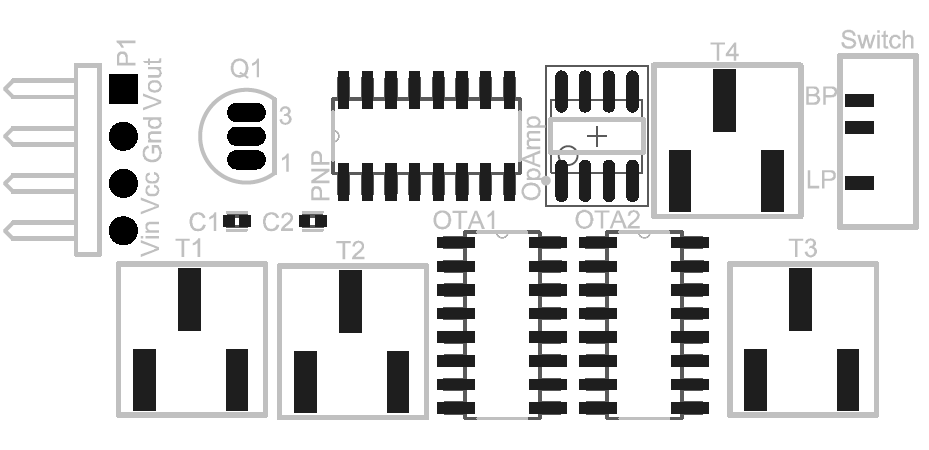 P1
Vin Vcc Gnd Vout
Q1
3
1
PNP
OpAmp
T4
Switch
BP
LP
C1
C2
OTA1
OTA2
T1
T2
T3